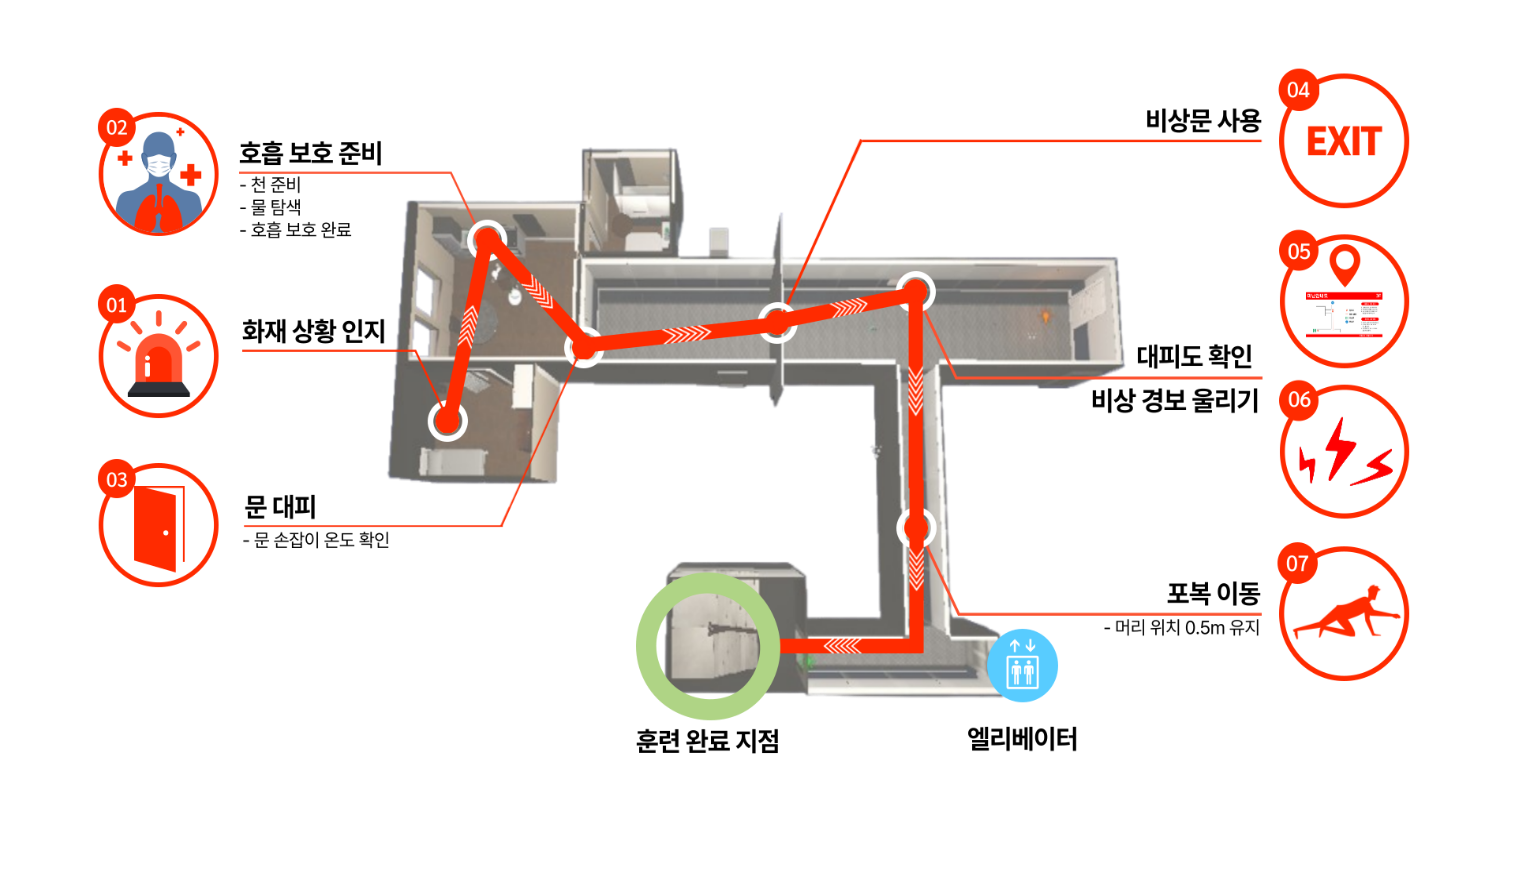 02
호흡 보호 준비
- 천 준비
- 물 탐색
- 호흡 보호 완료
01
화재 상황 인지
03
문 대피
- 문 손잡이 온도 확인
04
EXIT
비상문 사용
05
대피도 확인
06
비상 경보 울리기
07
포복 이동
- 머리 위치 0.5m 유지
훈련 완료 지점
엘리베이터